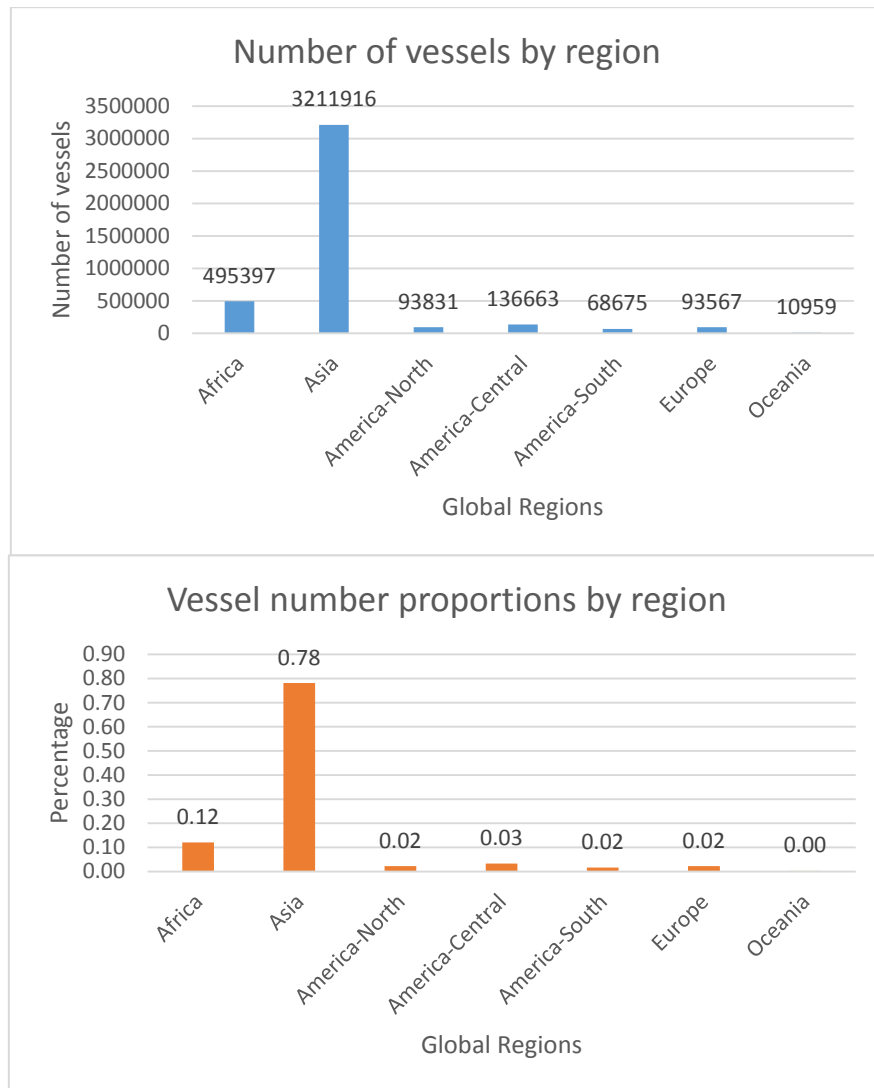 Number of vessels by region
Number of vessels
3500000
3000000
2500000
2000000
1500000
1000000
500000
0
495397
3211916
93831
136663
68675
93567
10959
Africa
Asia
America-North
America-Central
America-South
Europe
Oceania
Global Regions
Vessel number proportions by region
Percentage
0.90
0.80
0.70
0.60
0.50
0.40
0.30
0.20
0.10
0.00
0.12
0.78
0.02
0.03
0.02
0.02
0.00
Africa
Asia
America-North
America-Central
America-South
Europe
Oceania
Global Regions